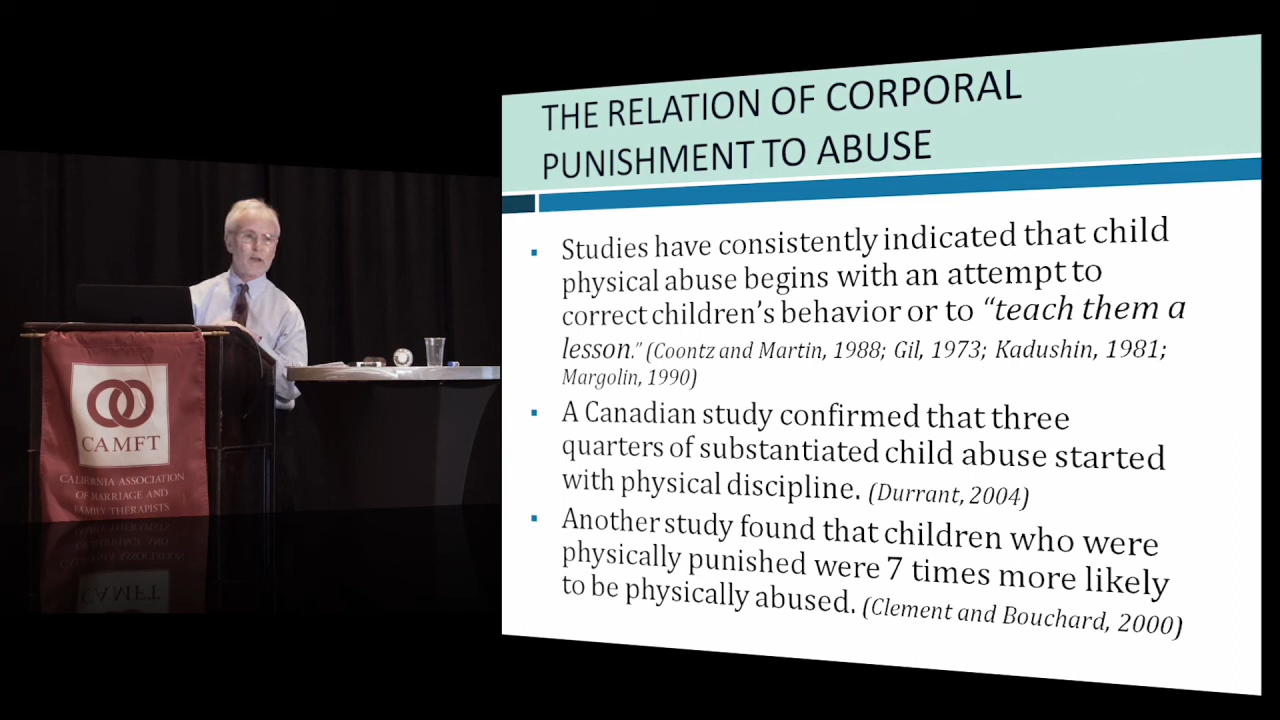 THE RELATION OF CORPORAL
PUNISHMENT TO ABUSE
Studies have consistently indicated that child
physical abuse begins with an attempt to
correct children's behavior or to “teach them a
lesson.” (Coontz and Martin, 1988; Gil, 1973; Kadushin, 1981;
Margolin, 1990)
A Canadian study confirmed that three
quarters of substantiated child abuse started
with physical discipline. (Durrant, 2004)
Another study found that children who were
physically punished were 7 times more likely
to be physically abused. (Clement and Bouchard, 2000)
CAMFT
CALIFORNIA ASSOCIATION
OF MARRIAGE AND
FAMILY THERAPISTS